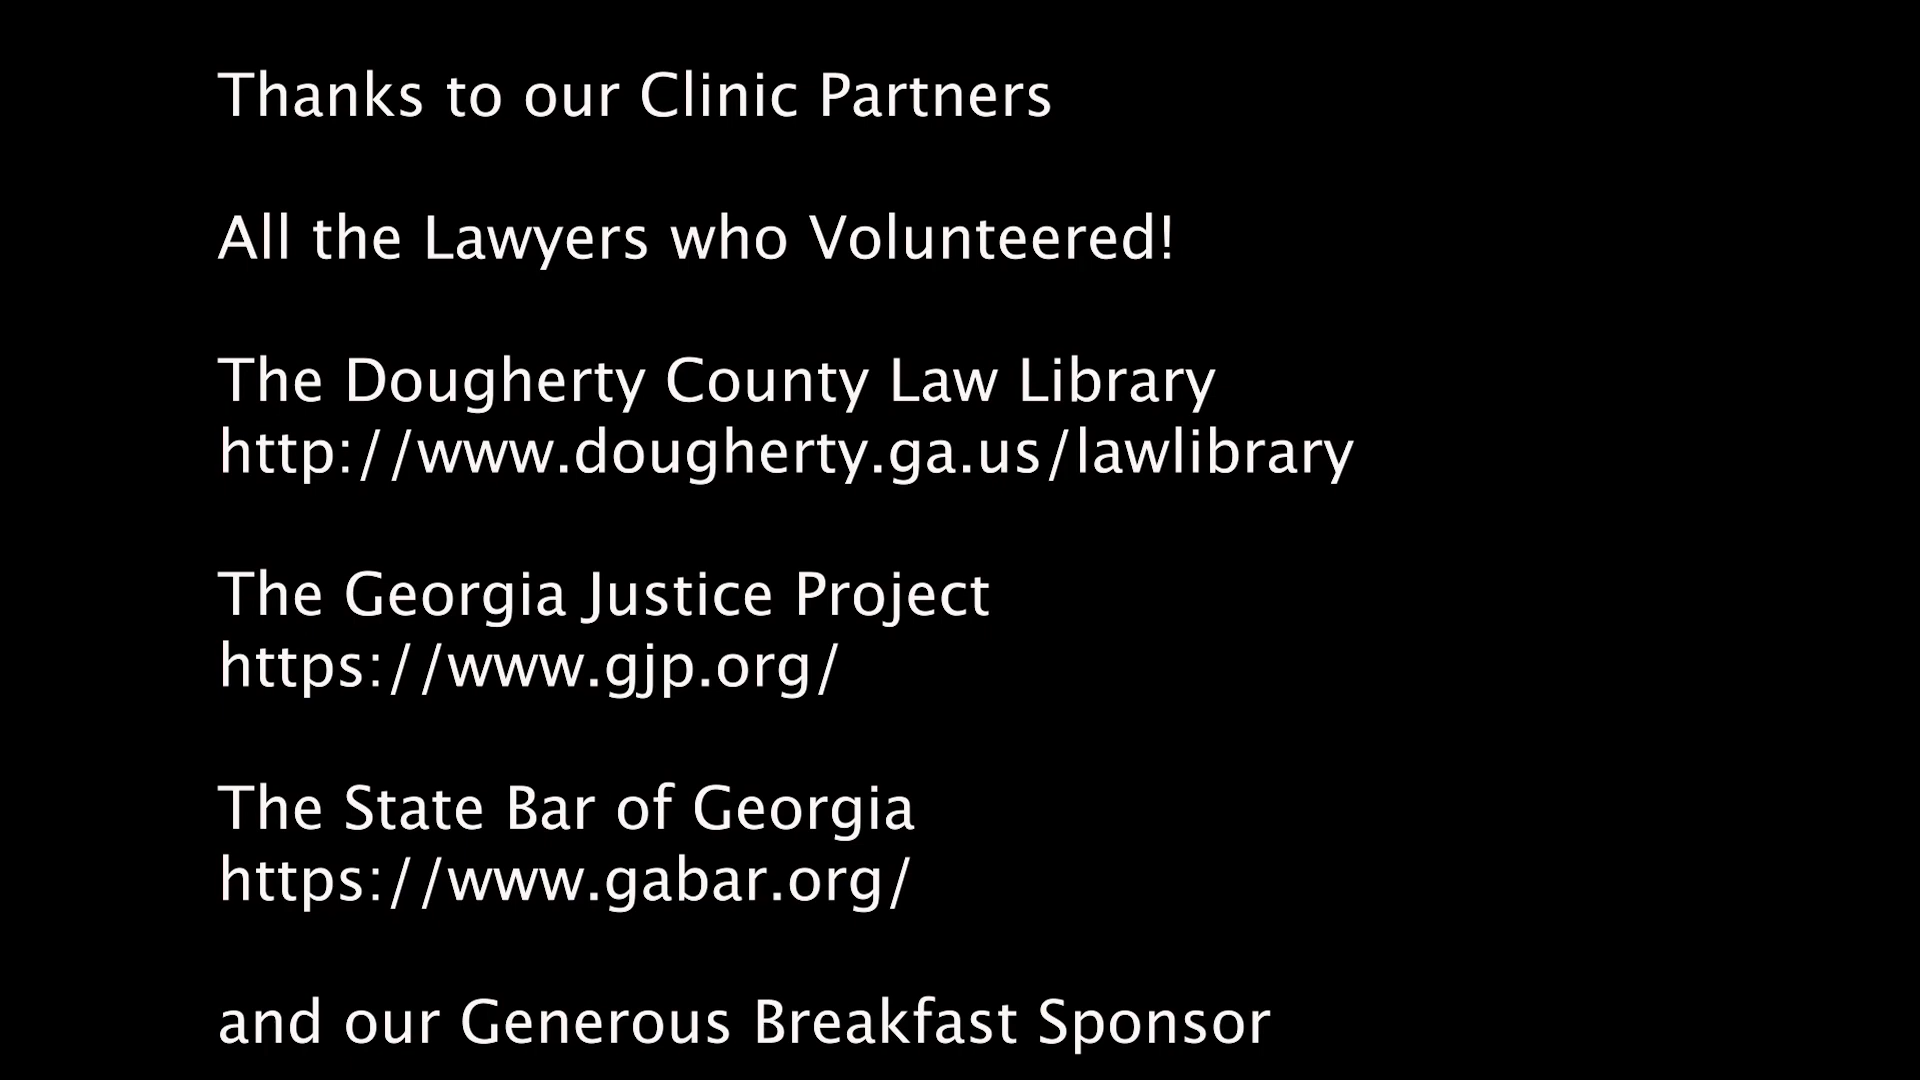 Thanks to our Clinic Partners
All the Lawyers who Volunteered!
The Dougherty County Law Library
http://www.dougherty.ga.us/lawlibrary
The Georgia Justice Project
https://www.gjp.org/
The State Bar of Georgia
https://www.gabar.org/
and our Generous Breakfast Sponsor